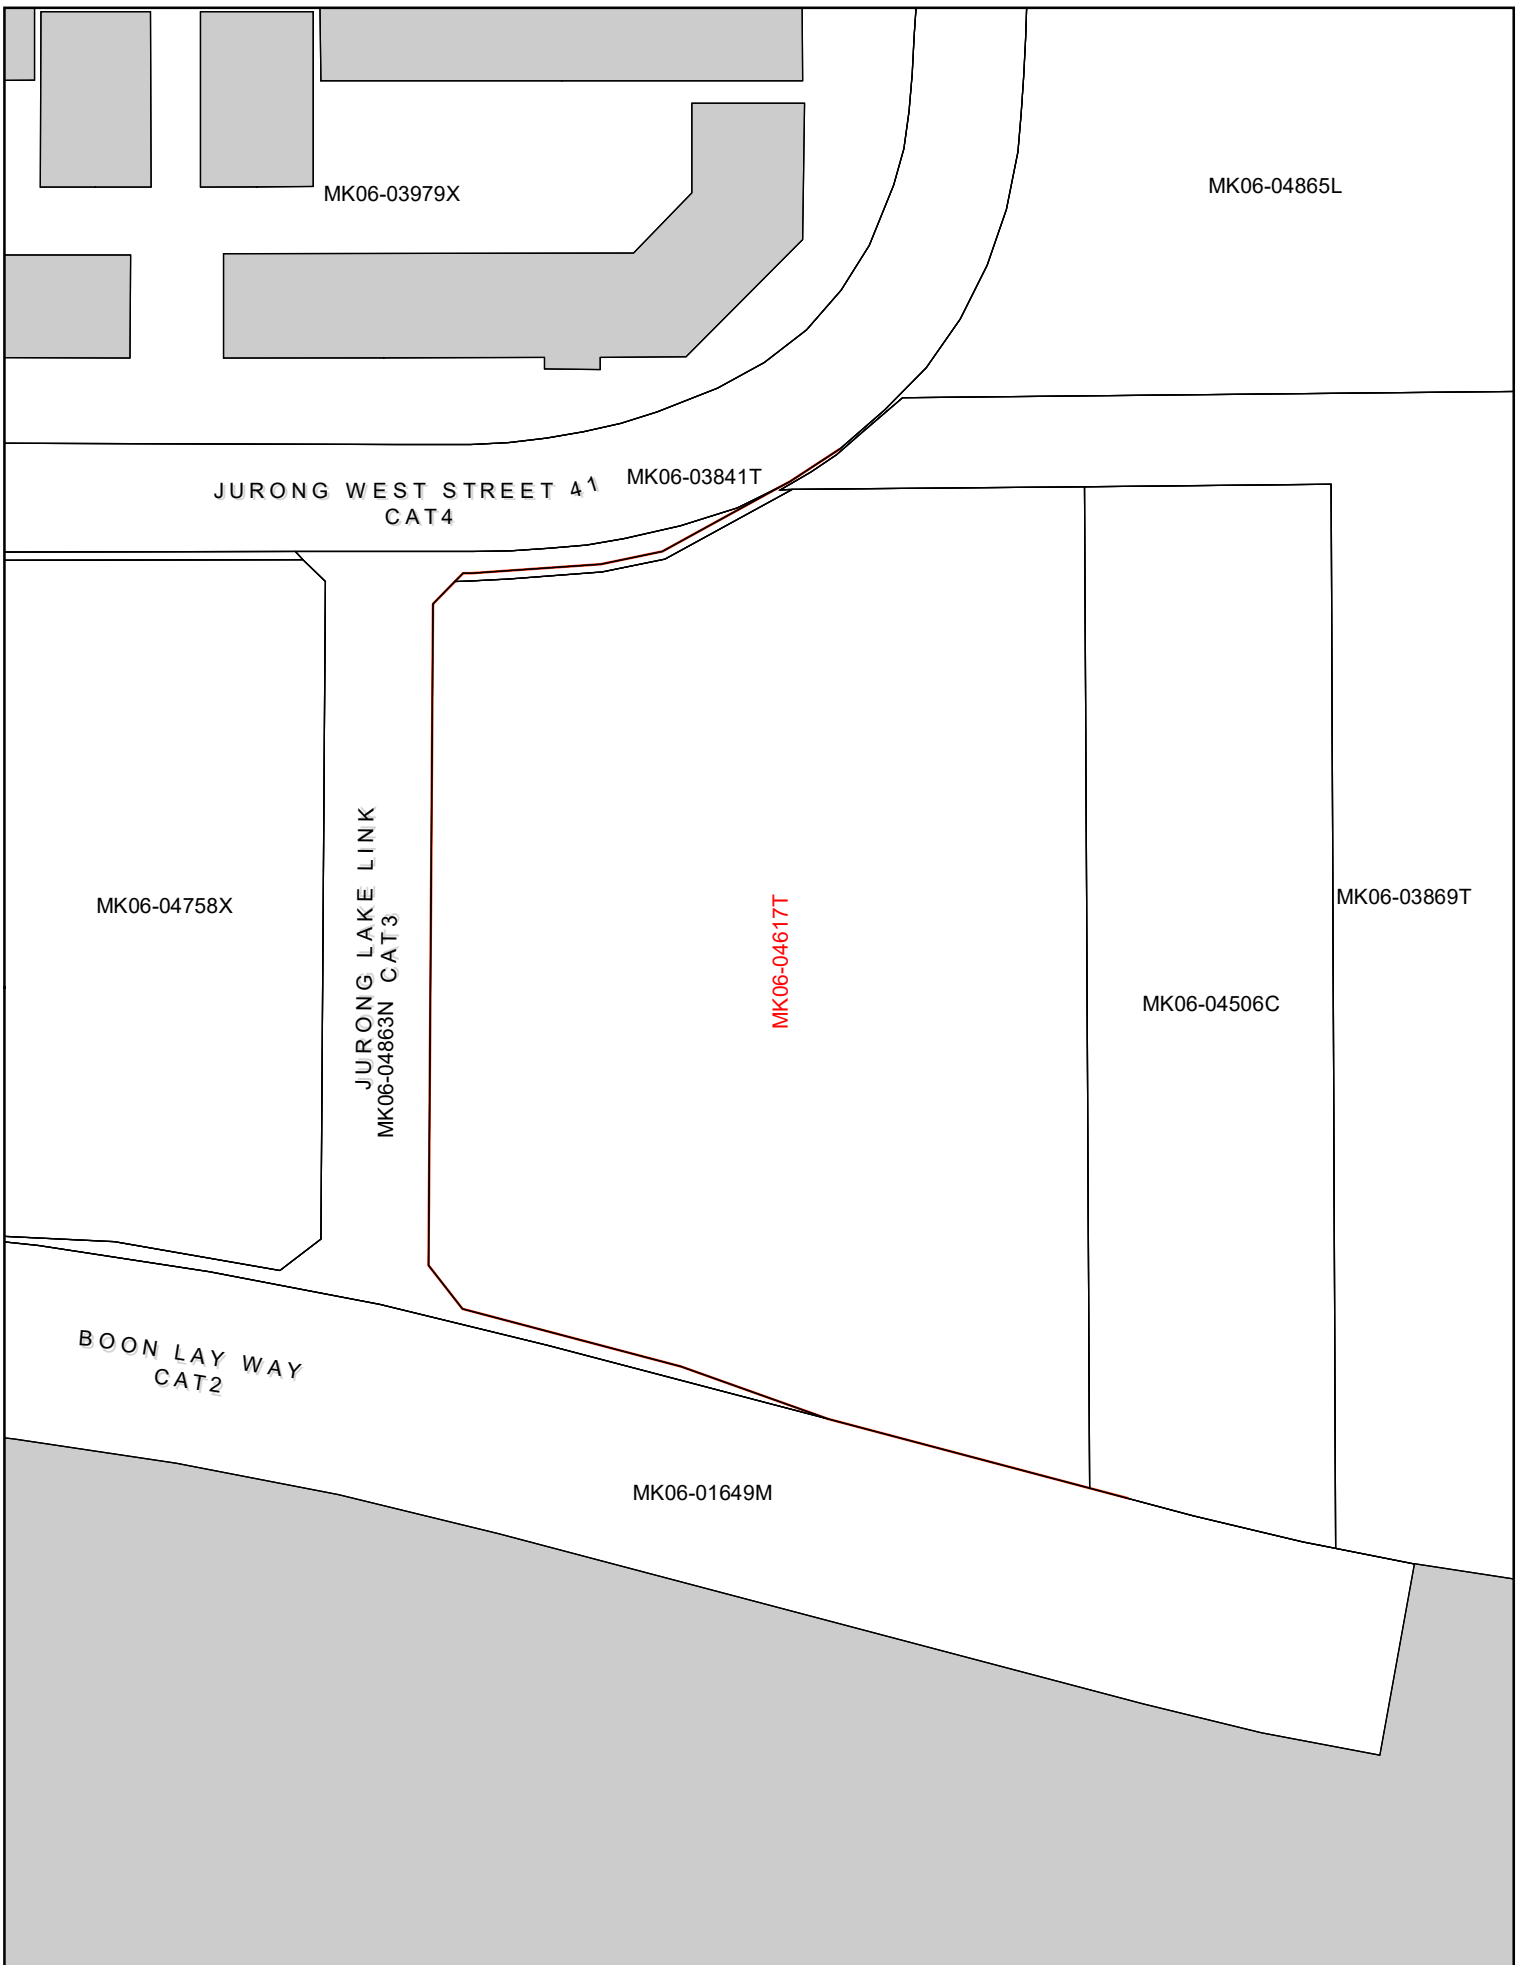 MK06-04865L
MK06-03979X
MK06-03841T
JURONG WEST STREET 41
CAT4
JURONG LAKE LINK
MK06-04863N CAT3
MK06-04758X
MK06-04617T
MK06-03869T
MK06-04506C
BOON LAY WAY
CAT2
MK06-01649M